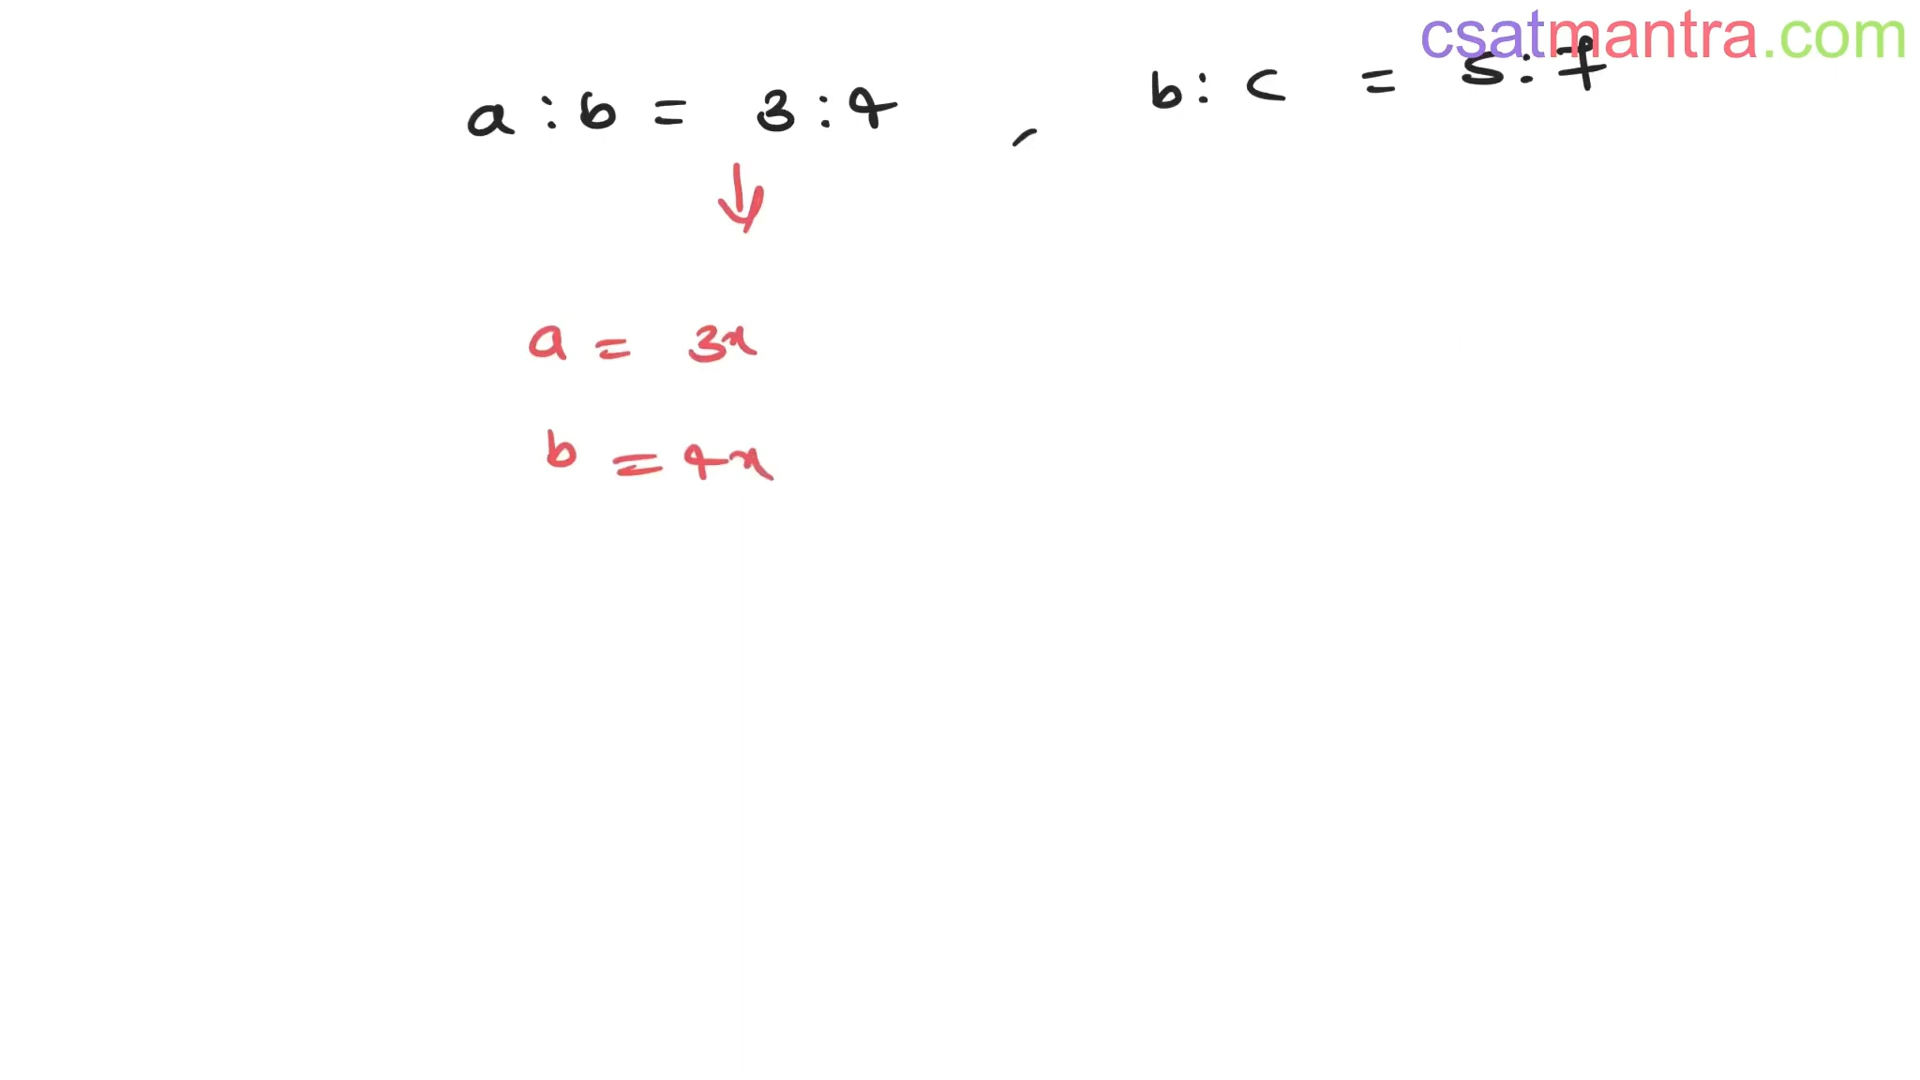 csatmantra.com
a : b = 3 : 4 , b : c = 5 : 7
↓
a = 3x
b = 4x